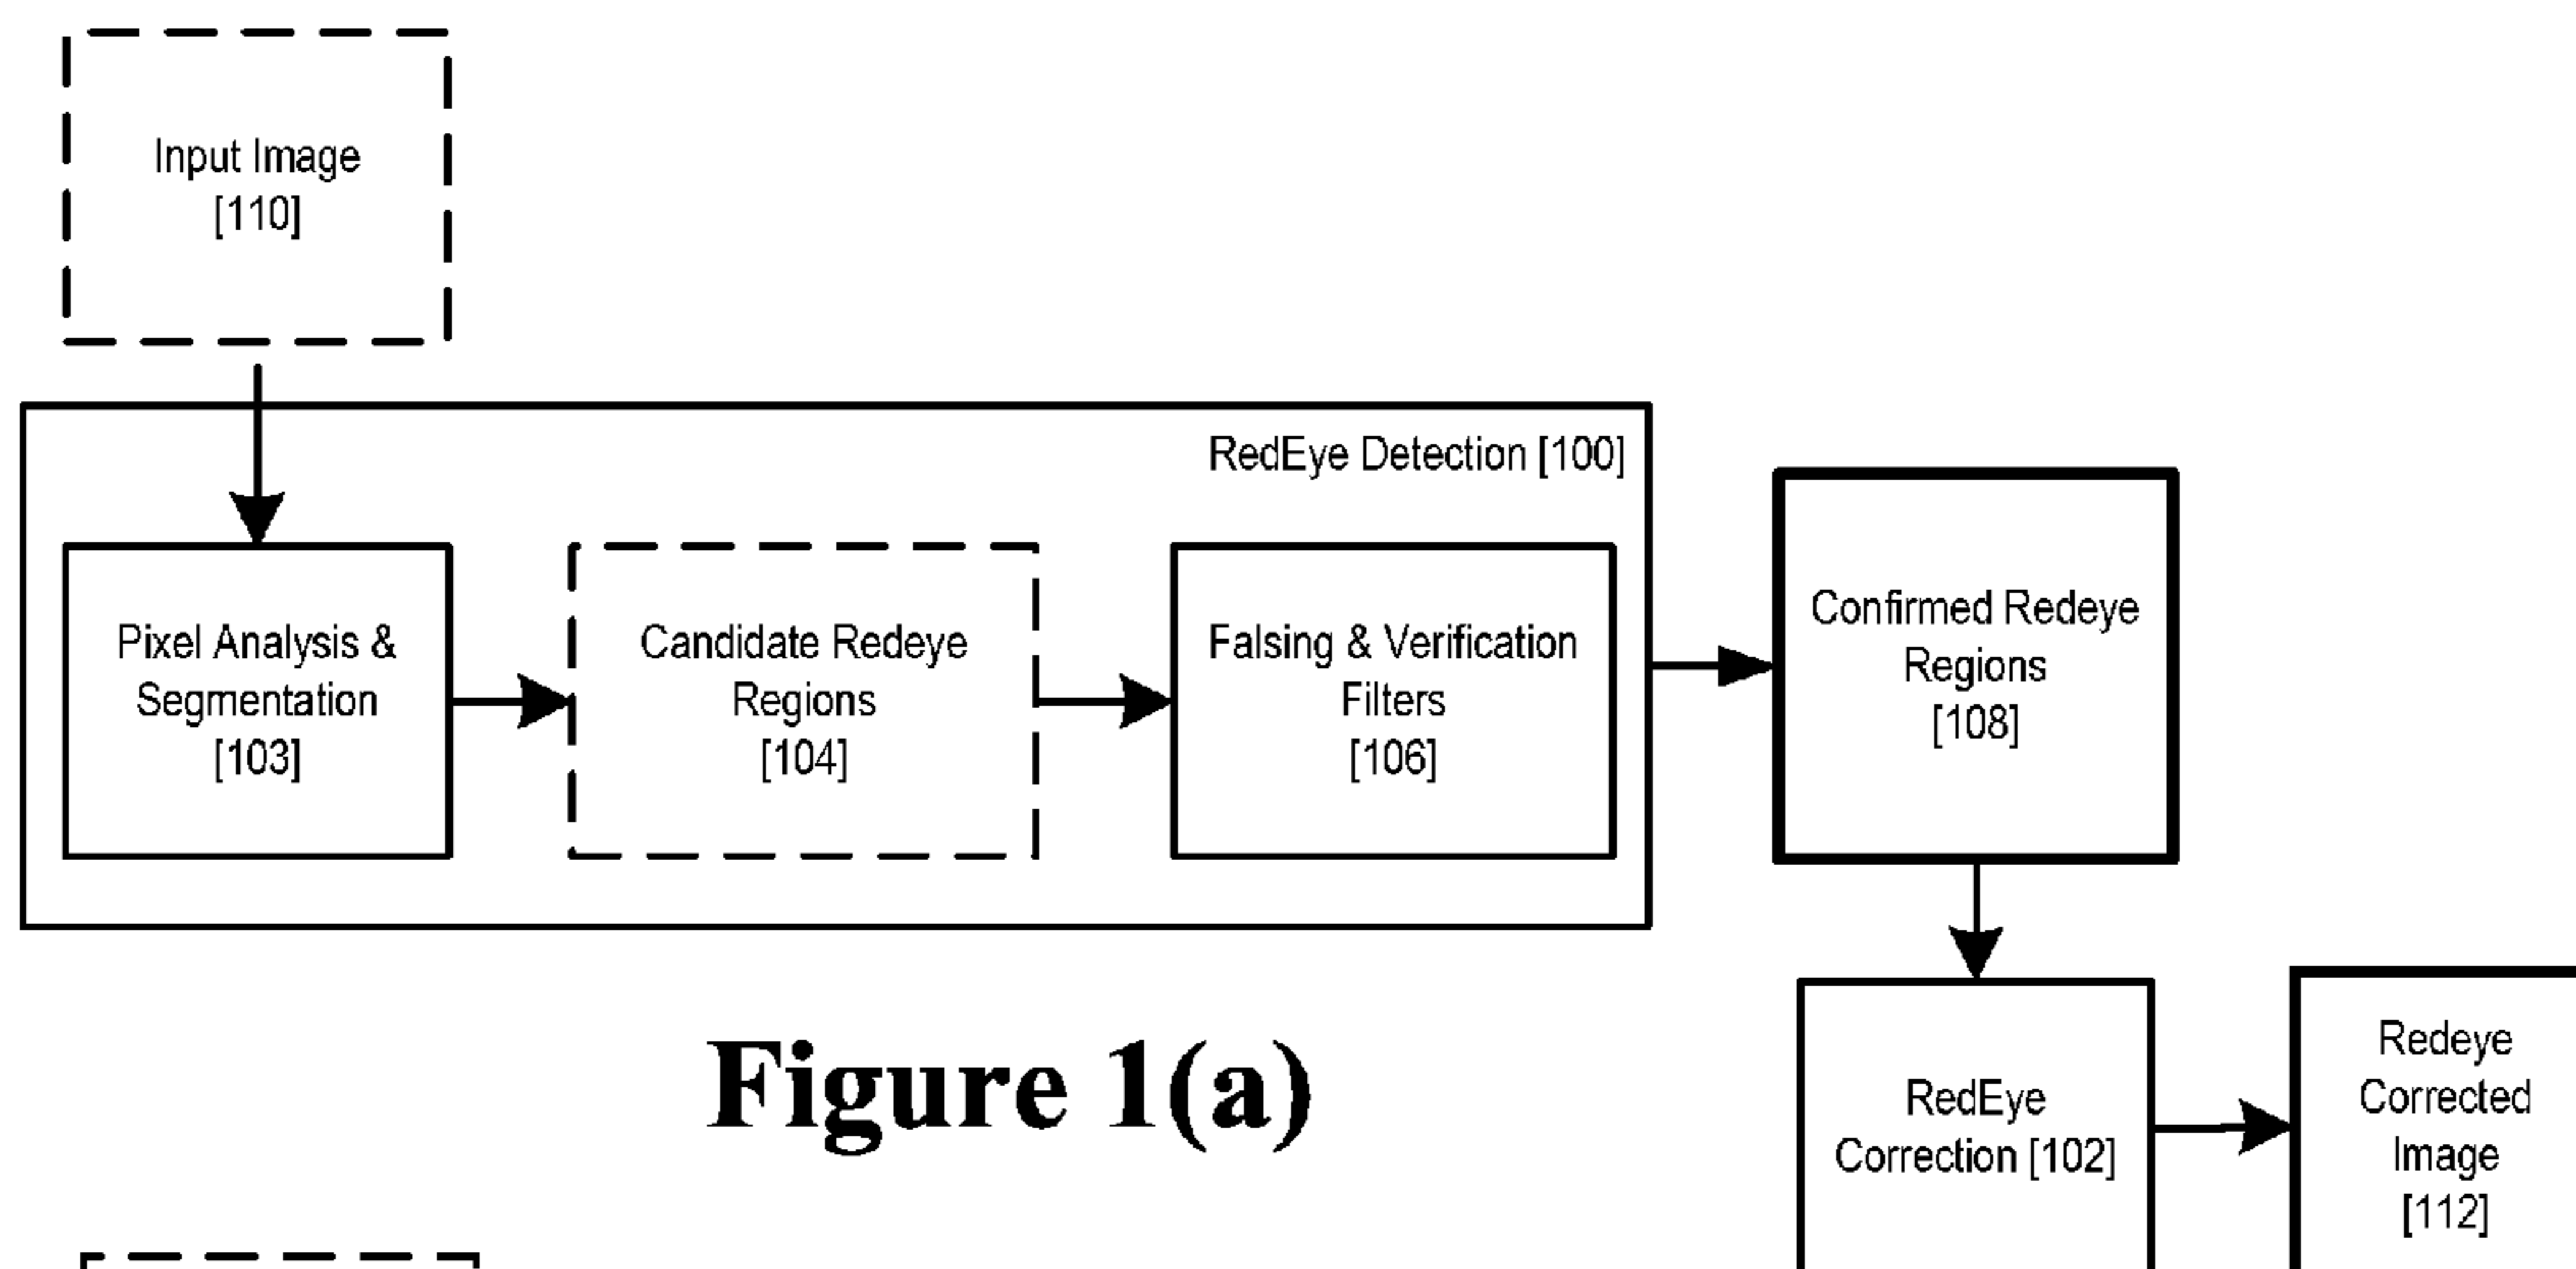 Input Image
[110]
RedEye Detection [100]
Pixel Analysis &
Segmentation
[103]
Candidate Redeye
Regions
[104]
Falsing & Verification
Filters
[106]
Confirmed Redeye
Regions
[108]
Figure 1(a)
RedEye
Correction [102]
Redeye
Corrected
Image
[112]